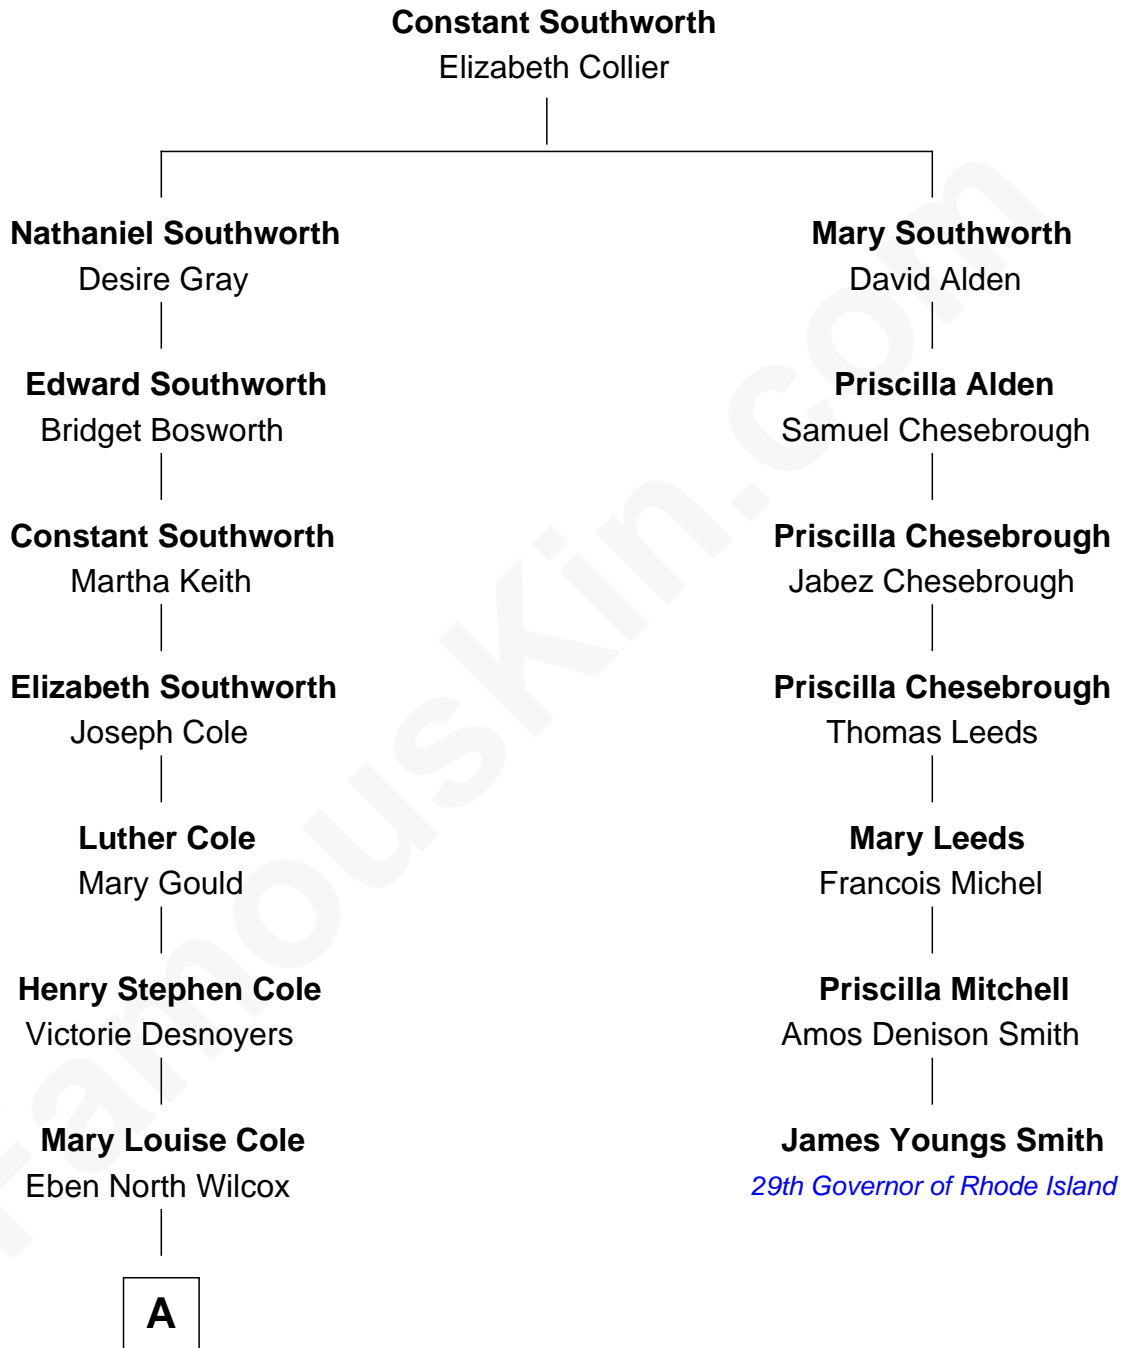 Constant Southworth
Elizabeth Collier
Nathaniel Southworth
Desire Gray
Mary Southworth
David Alden
Edward Southworth
Bridget Bosworth
Priscilla Alden
Samuel Chesebrough
Constant Southworth
Martha Keith
Priscilla Chesebrough
Jabez Chesebrough
Elizabeth Southworth
Joseph Cole
Priscilla Chesebrough
Thomas Leeds
Luther Cole
Mary Gould
Mary Leeds
Francois Michel
Henry Stephen Cole
Victorie Desnoyers
Priscilla Mitchell
Amos Denison Smith
Mary Louise Cole
Eben North Wilcox
James Youngs Smith
29th Governor of Rhode Island
A
FamousKin.com